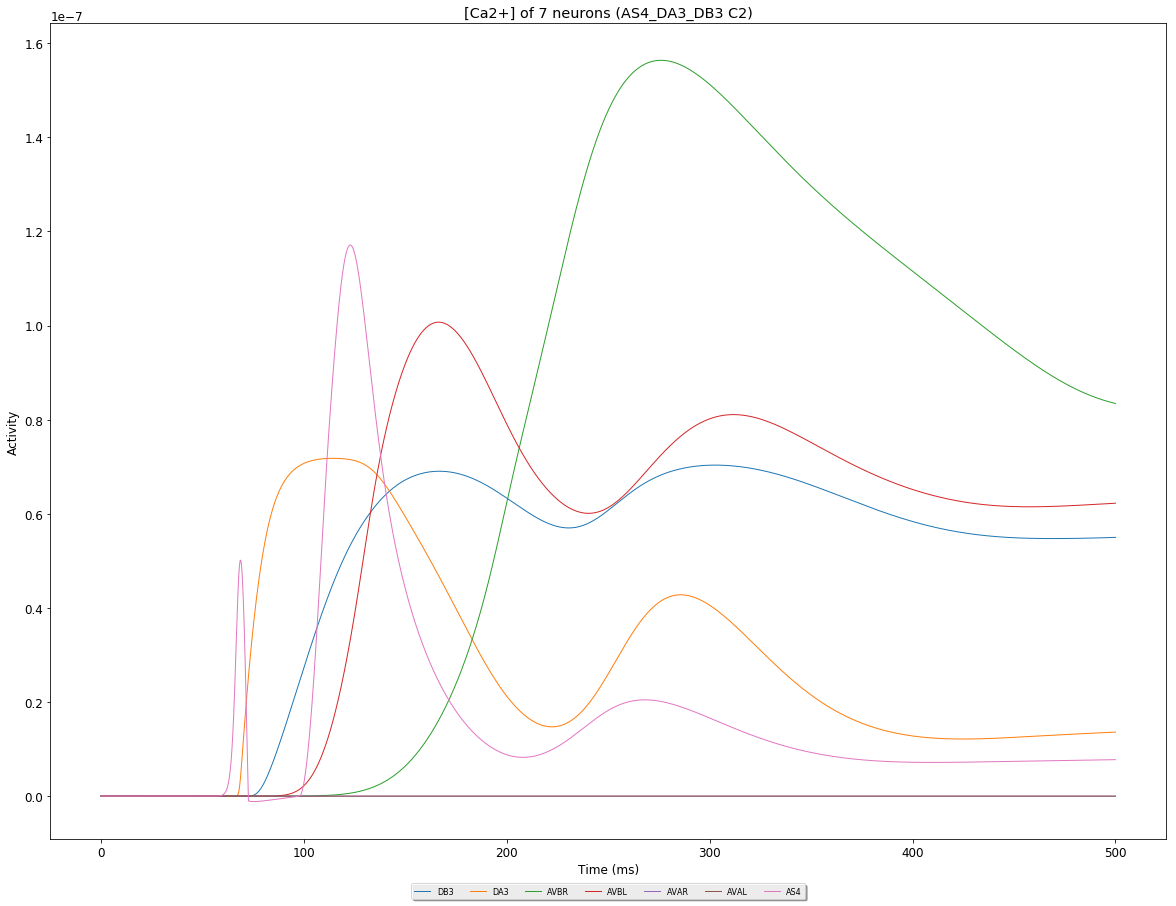 [Ca2+] of 7 neurons (AS4_DA3_DB3 C2)
1e−7
1.6
1.4
1.2
1.0
0.8
0.6
0.4
0.2
0.0
Activity
0 100 200 300 400 500
Time (ms)
DB3 DA3 AVBR AVBL AVAR AVAL AS4